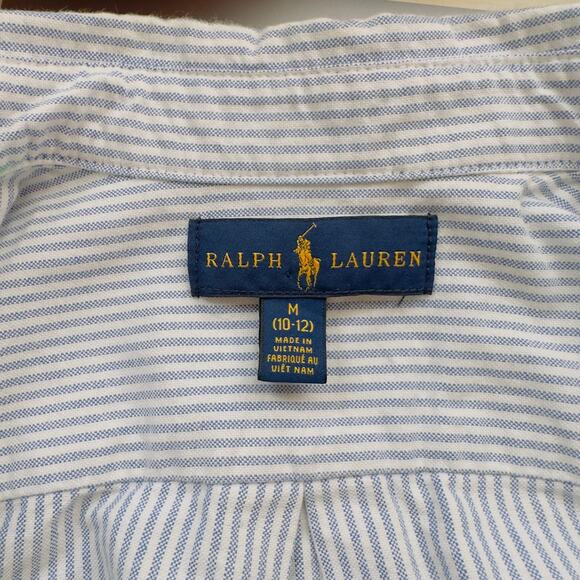 RALPH LAUREN
M
(10-12)
MADE IN
VIETNAM
FABRIQUÉ AU
VIÊT NAM